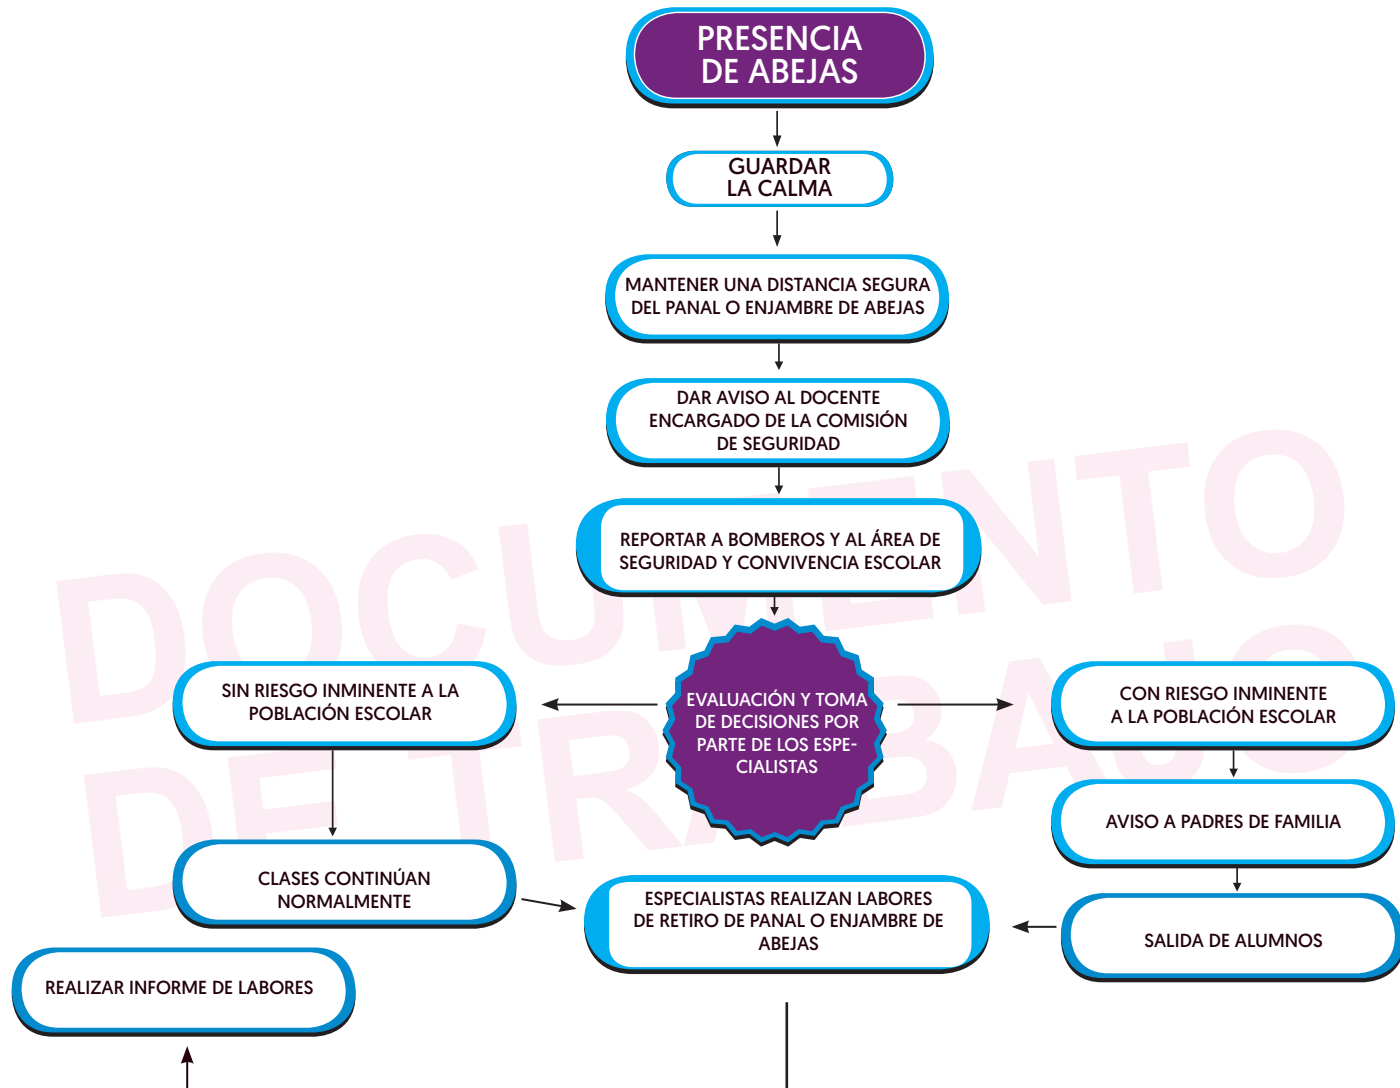 PRESENCIA
DE ABEJAS
GUARDAR
LA CALMA
MANTENER UNA DISTANCIA SEGURA
DEL PANAL O ENJAMBRE DE ABEJAS
DAR AVISO AL DOCENTE
ENCARGADO DE LA COMISIÓN
DE SEGURIDAD
REPORTAR A BOMBEROS Y AL ÁREA DE
SEGURIDAD Y CONVIVENCIA ESCOLAR
EVALUACIÓN Y TOMA
DE DECISIONES POR
PARTE DE LOS ESPE-
CIALISTAS
SIN RIESGO INMINENTE A LA
POBLACIÓN ESCOLAR
CLASES CONTINÚAN
NORMALMENTE
CON RIESGO INMINENTE
A LA POBLACIÓN ESCOLAR
AVISO A PADRES DE FAMILIA
SALIDA DE ALUMNOS
ESPECIALISTAS REALIZAN LABORES
DE RETIRO DE PANAL O ENJAMBRE DE
ABEJAS
REALIZAR INFORME DE LABORES
DOCUMENTO
DE TRABAJO